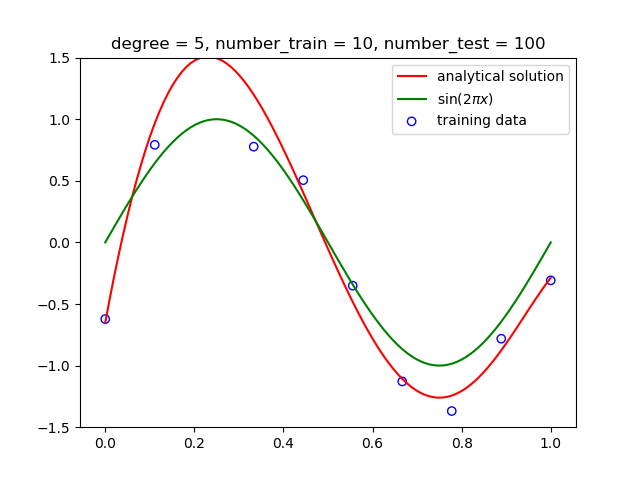 degree = 5, number_train = 10, number_test = 100
analytical solution
sin(2πx)
training data
1.5
1.0
0.5
0.0
−0.5
−1.0
−1.5
0.0 0.2 0.4 0.6 0.8 1.0